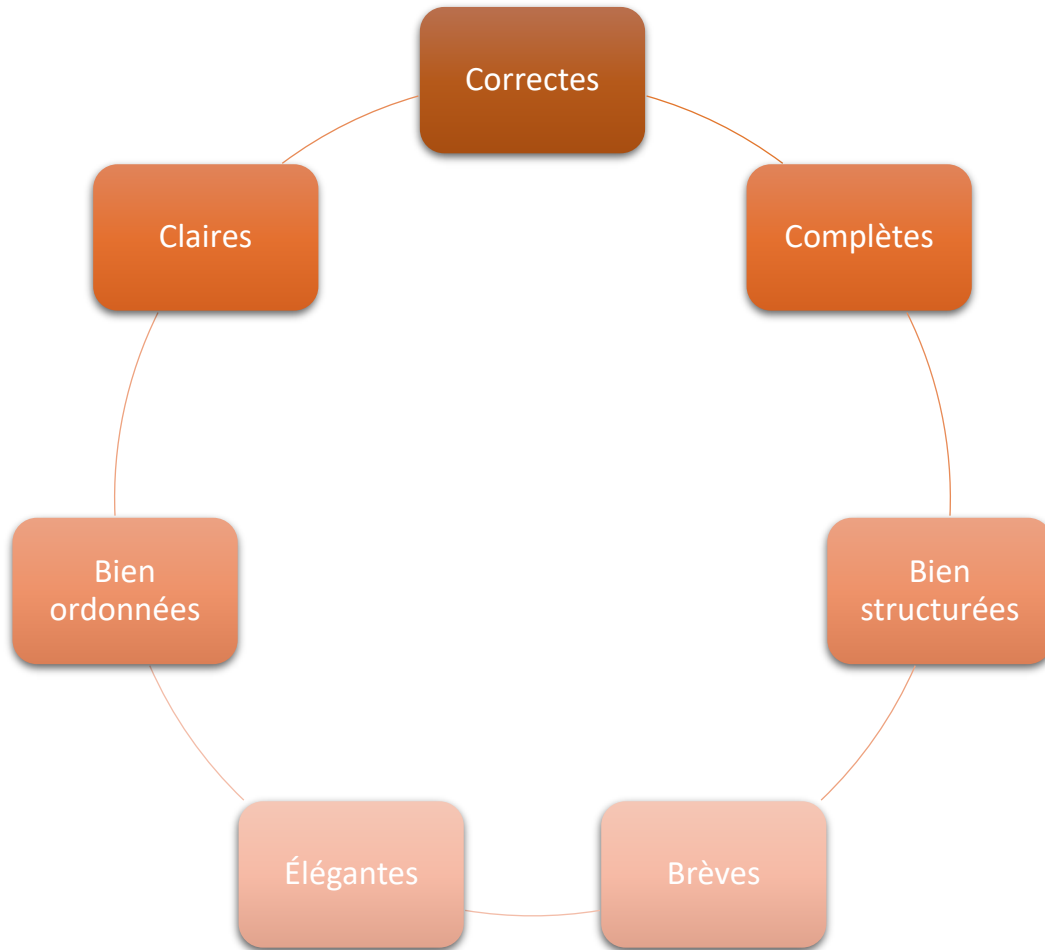 Correctes
Complètes
Bien
structurées
Brèves
Élégantes
Bien
ordonnées
Claires